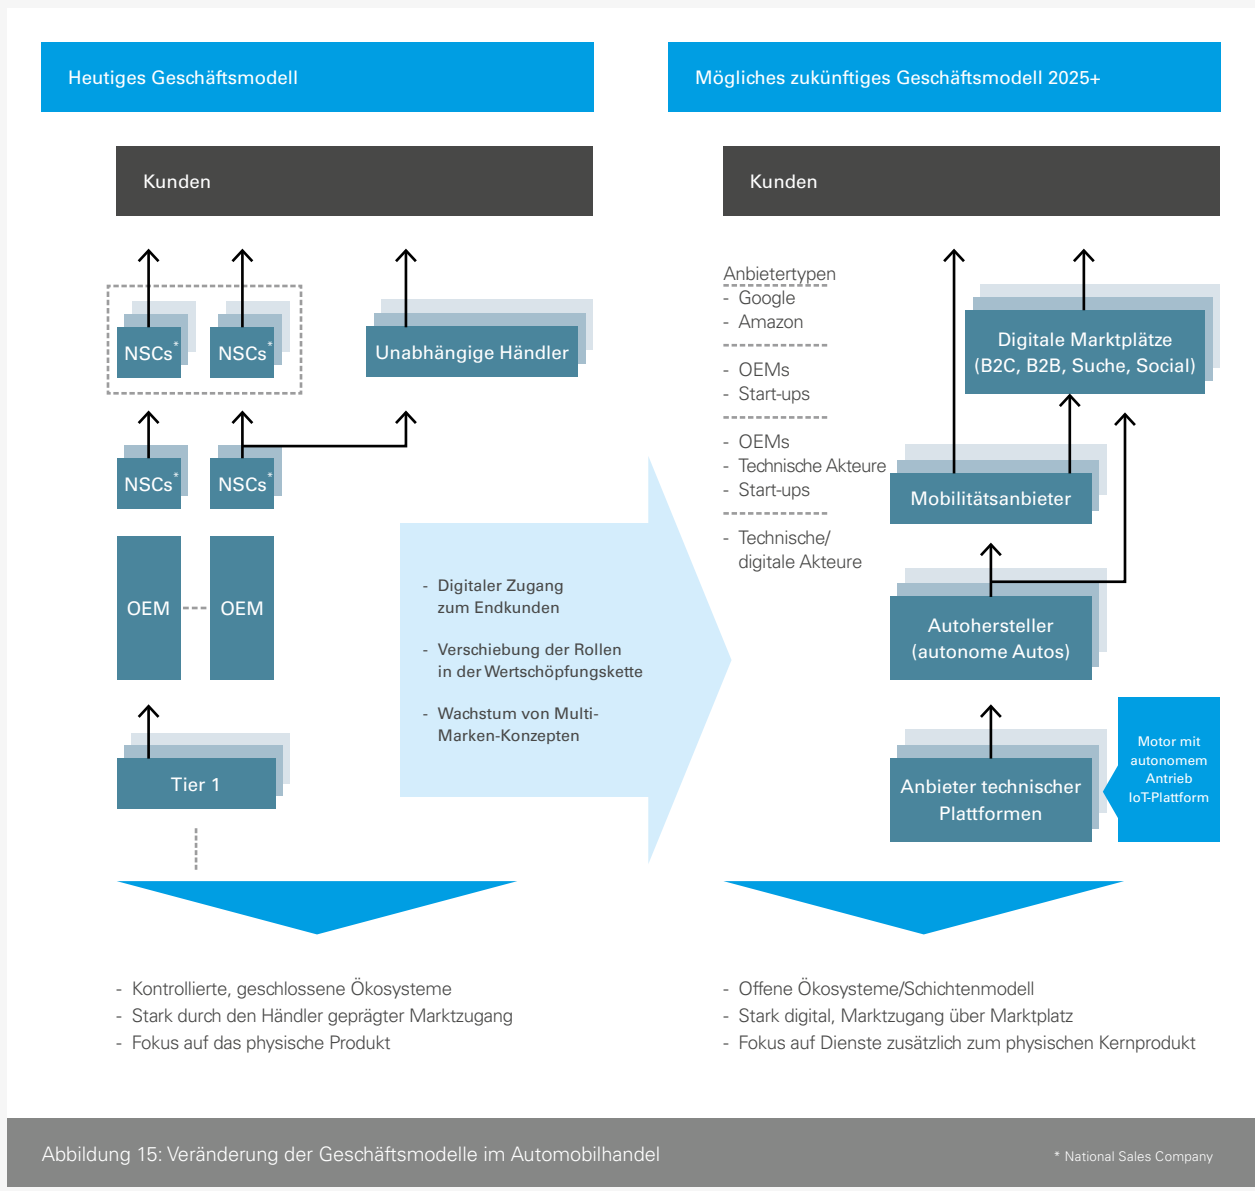 Heutiges Geschäftsmodell
Kunden
NSCs*
NSCs*
Unabhängige Händler
NSCs*
NSCs*
OEM
OEM
Tier 1
- Digitaler Zugang
zum Endkunden
- Verschiebung der Rollen
in der Wertschöpfungskette
- Wachstum von Multi-
Marken-Konzepten
- Kontrollierte, geschlossene Ökosysteme
- Stark durch den Händler geprägter Marktzugang
- Fokus auf das physische Produkt
Mögliches zukünftiges Geschäftsmodell 2025+
Kunden
Anbietertypen
- Google
- Amazon
- OEMs
- Start-ups
- OEMs
- Technische Akteure
- Start-ups
- Technische/
digitale Akteure
Digitale Marktplätze
(B2C, B2B, Suche, Social)
Mobilitätsanbieter
Autohersteller
(autonome Autos)
Anbieter technischer
Plattformen
Motor mit
autonomem
Antrieb
IoT-Plattform
- Offene Ökosysteme/Schichtenmodell
- Stark digital, Marktzugang über Marktplatz
- Fokus auf Dienste zusätzlich zum physischen Kernprodukt
Abbildung 15: Veränderung der Geschäftsmodelle im Automobilhandel
* National Sales Company